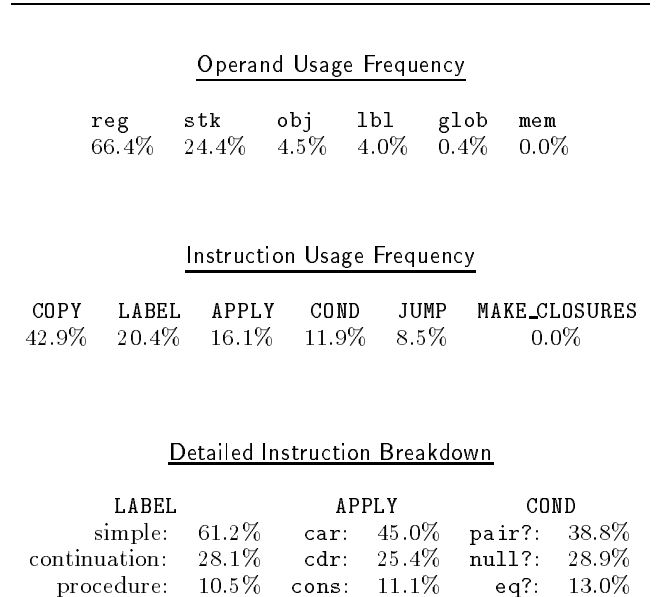 Operand Usage Frequency
reg stk obj lbl glob mem
66.4% 24.4% 4.5% 4.0% 0.4% 0.0%
Instruction Usage Frequency
COPY LABEL APPLY COND JUMP MAKE_CLOSURES
42.9% 20.4% 16.1% 11.9% 8.5% 0.0%
Detailed Instruction Breakdown
LABEL APPLY COND
simple: 61.2% car: 45.0% pair?: 38.8%
continuation: 28.1% cdr: 25.4% null?: 28.9%
procedure: 10.5% cons: 11.1% eq?: 13.0%